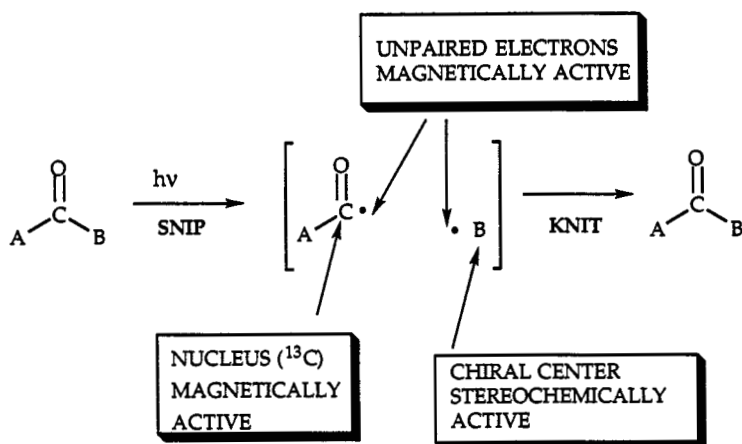 UNPAIRED ELECTRONS
MAGNETICALLY ACTIVE
O
C
A
B
hν
SNIP
O
C•
A
• B
KNIT
O
C
A
B
NUCLEUS (¹³C)
MAGNETICALLY
ACTIVE
CHIRAL CENTER
STEREOCHEMICALLY
ACTIVE